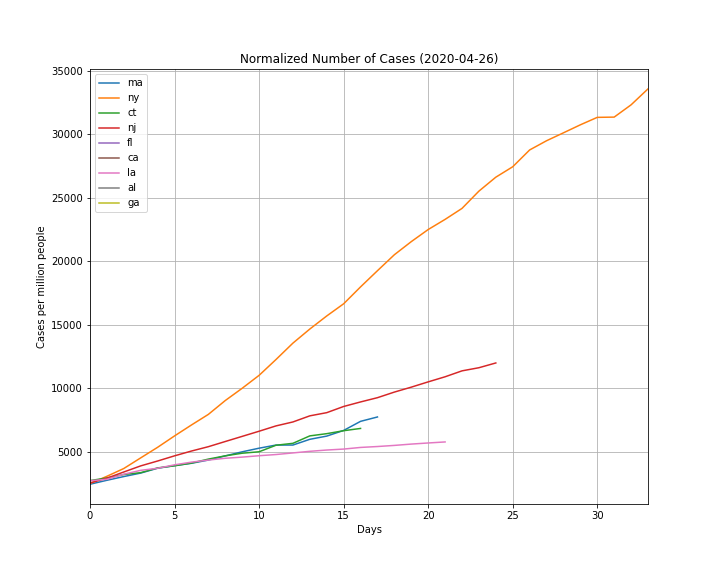 Normalized Number of Cases (2020-04-26)
35000
30000
25000
20000
15000
10000
5000
Cases per million people
ma
ny
ct
nj
fl
ca
la
al
ga
0 5 10 15 20 25 30
Days